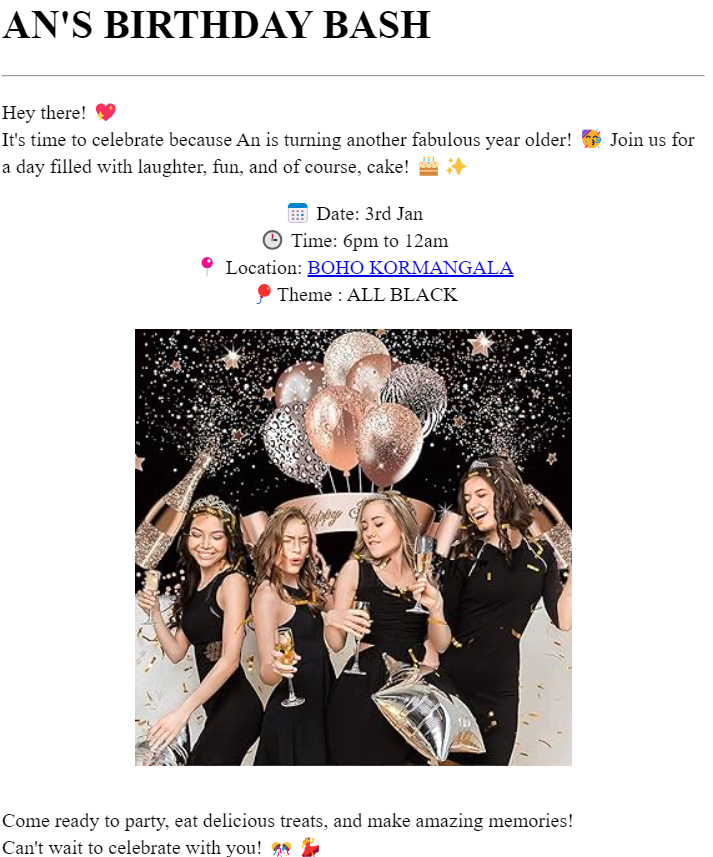 AN'S BIRTHDAY BASH
Hey there! 💖
It's time to celebrate because An is turning another fabulous year older! 🥳 Join us for
a day filled with laughter, fun, and of course, cake! 🎂✨
📅 Date: 3rd Jan
🕒 Time: 6pm to 12am
📍 Location: BOHO KORMANGALA
🎈Theme : ALL BLACK
Happy
Come ready to party, eat delicious treats, and make amazing memories!
Can't wait to celebrate with you! 🎊 💃